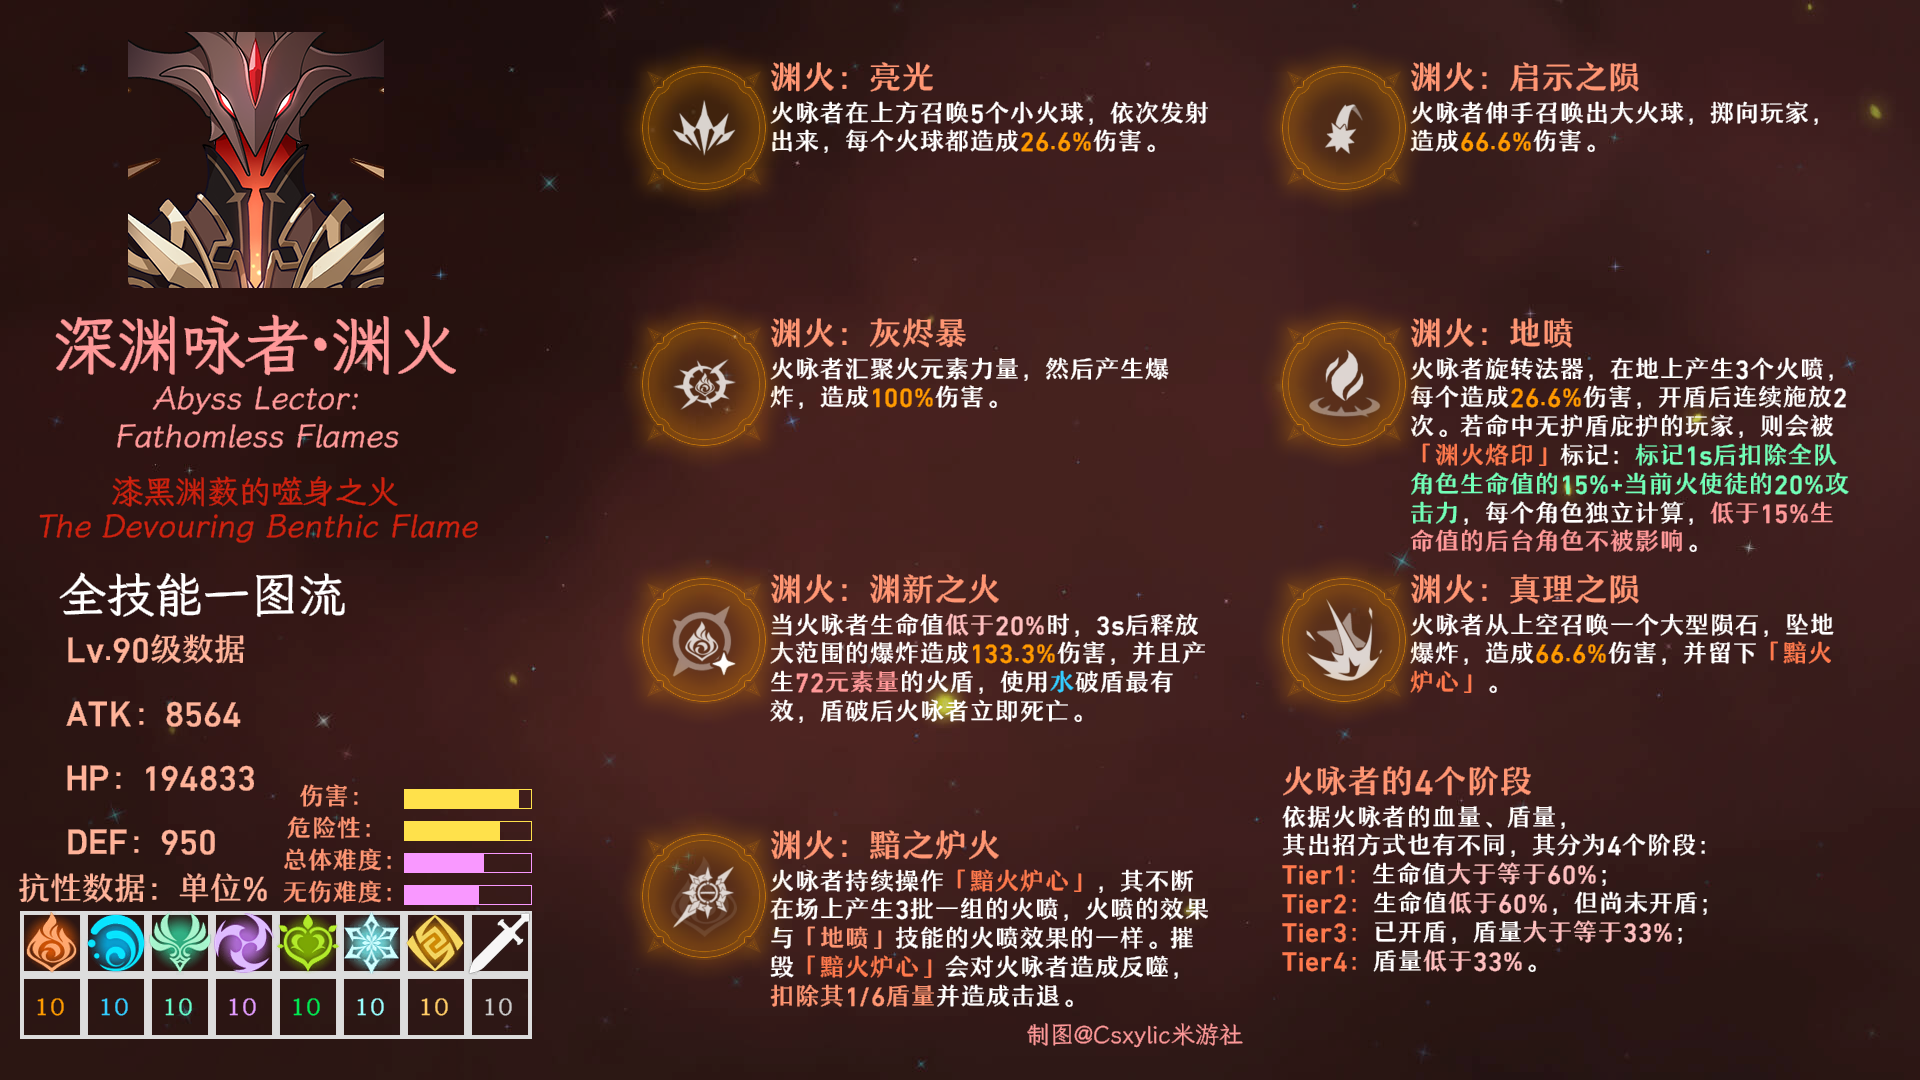 深渊咏者·渊火
Abyss Lector:
Fathomless Flames
漆黑渊薮的噬身之火
The Devouring Benthic Flame
全技能一图流
Lv.90级数据
ATK：8564
HP：194833
DEF：950
伤害：
危险性：
总体难度：
无伤难度：
抗性数据：单位%
10 10 10 10 10 10 10 10
渊火：亮光
火咏者在上方召唤5个小火球，依次发射
出来，每个火球都造成26.6%伤害。
渊火：灰烬暴
火咏者汇聚火元素力量，然后产生爆
炸，造成100%伤害。
渊火：渊新之火
当火咏者生命值低于20%时，3s后释放
大范围的爆炸造成133.3%伤害，并且产
生72元素量的火盾，使用水破盾最有
效，盾破后火咏者立即死亡。
渊火：黯之炉火
火咏者持续操作「黯火炉心」，其不断
在场上产生3批一组的火喷，火喷的效果
与「地喷」技能的火喷效果的一样。摧
毁「黯火炉心」会对火咏者造成反噬，
扣除其1/6盾量并造成击退。
渊火：启示之陨
火咏者伸手召唤出大火球，掷向玩家，
造成66.6%伤害。
渊火：地喷
火咏者旋转法器，在地上产生3个火喷，
每个造成26.6%伤害，开盾后连续施放2
次。若命中无护盾庇护的玩家，则会被
「渊火烙印」标记：标记1s后扣除全队
角色生命值的15%+当前火使徒的20%攻
击力，每个角色独立计算，低于15%生
命值的后台角色不被影响。
渊火：真理之陨
火咏者从上空召唤一个大型陨石，坠地
爆炸，造成66.6%伤害，并留下「黯火
炉心」。
火咏者的4个阶段
依据火咏者的血量、盾量，
其出招方式也有不同，其分为4个阶段：
Tier1：生命值大于等于60%；
Tier2：生命值低于60%，但尚未开盾；
Tier3：已开盾，盾量大于等于33%；
Tier4：盾量低于33%。
制图@Csxylic米游社